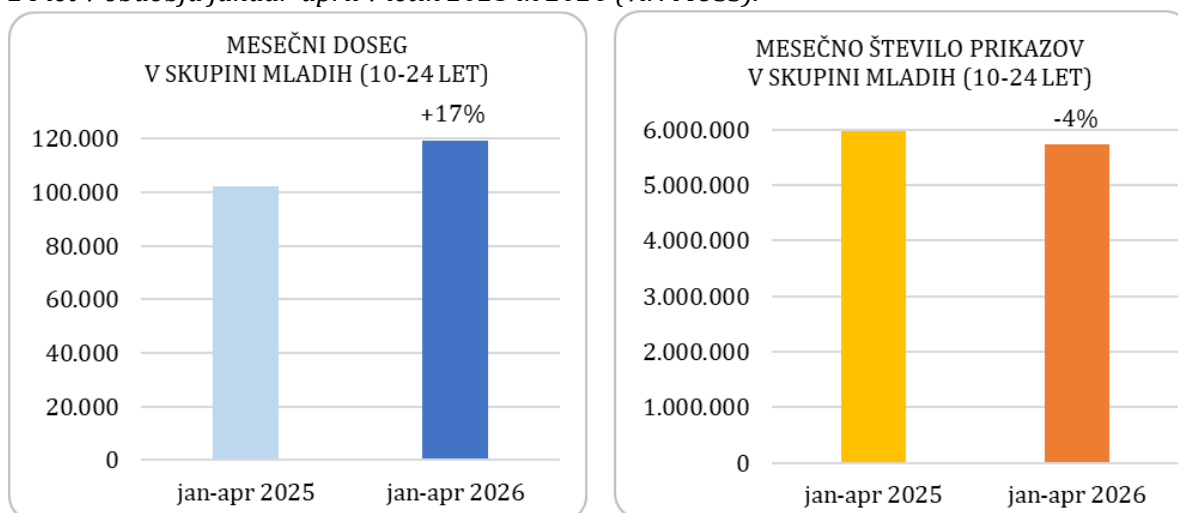 MESEČNI DOSEG
V SKUPINI MLADIH (10-24 LET)
+17%
120.000
100.000
80.000
60.000
40.000
20.000
0
jan-apr 2025
jan-apr 2026
MESEČNO ŠTEVILO PRIKAZOV
V SKUPINI MLADIH (10-24 LET)
-4%
6.000.000
5.000.000
4.000.000
3.000.000
2.000.000
1.000.000
0
jan-apr 2025
jan-apr 2026